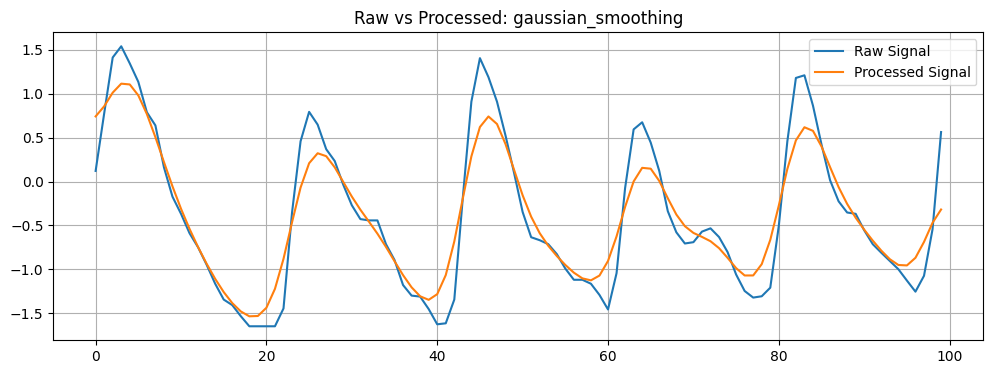 Raw vs Processed: gaussian_smoothing
Raw Signal
Processed Signal
1.5
1.0
0.5
0.0
−0.5
−1.0
−1.5
0 20 40 60 80 100